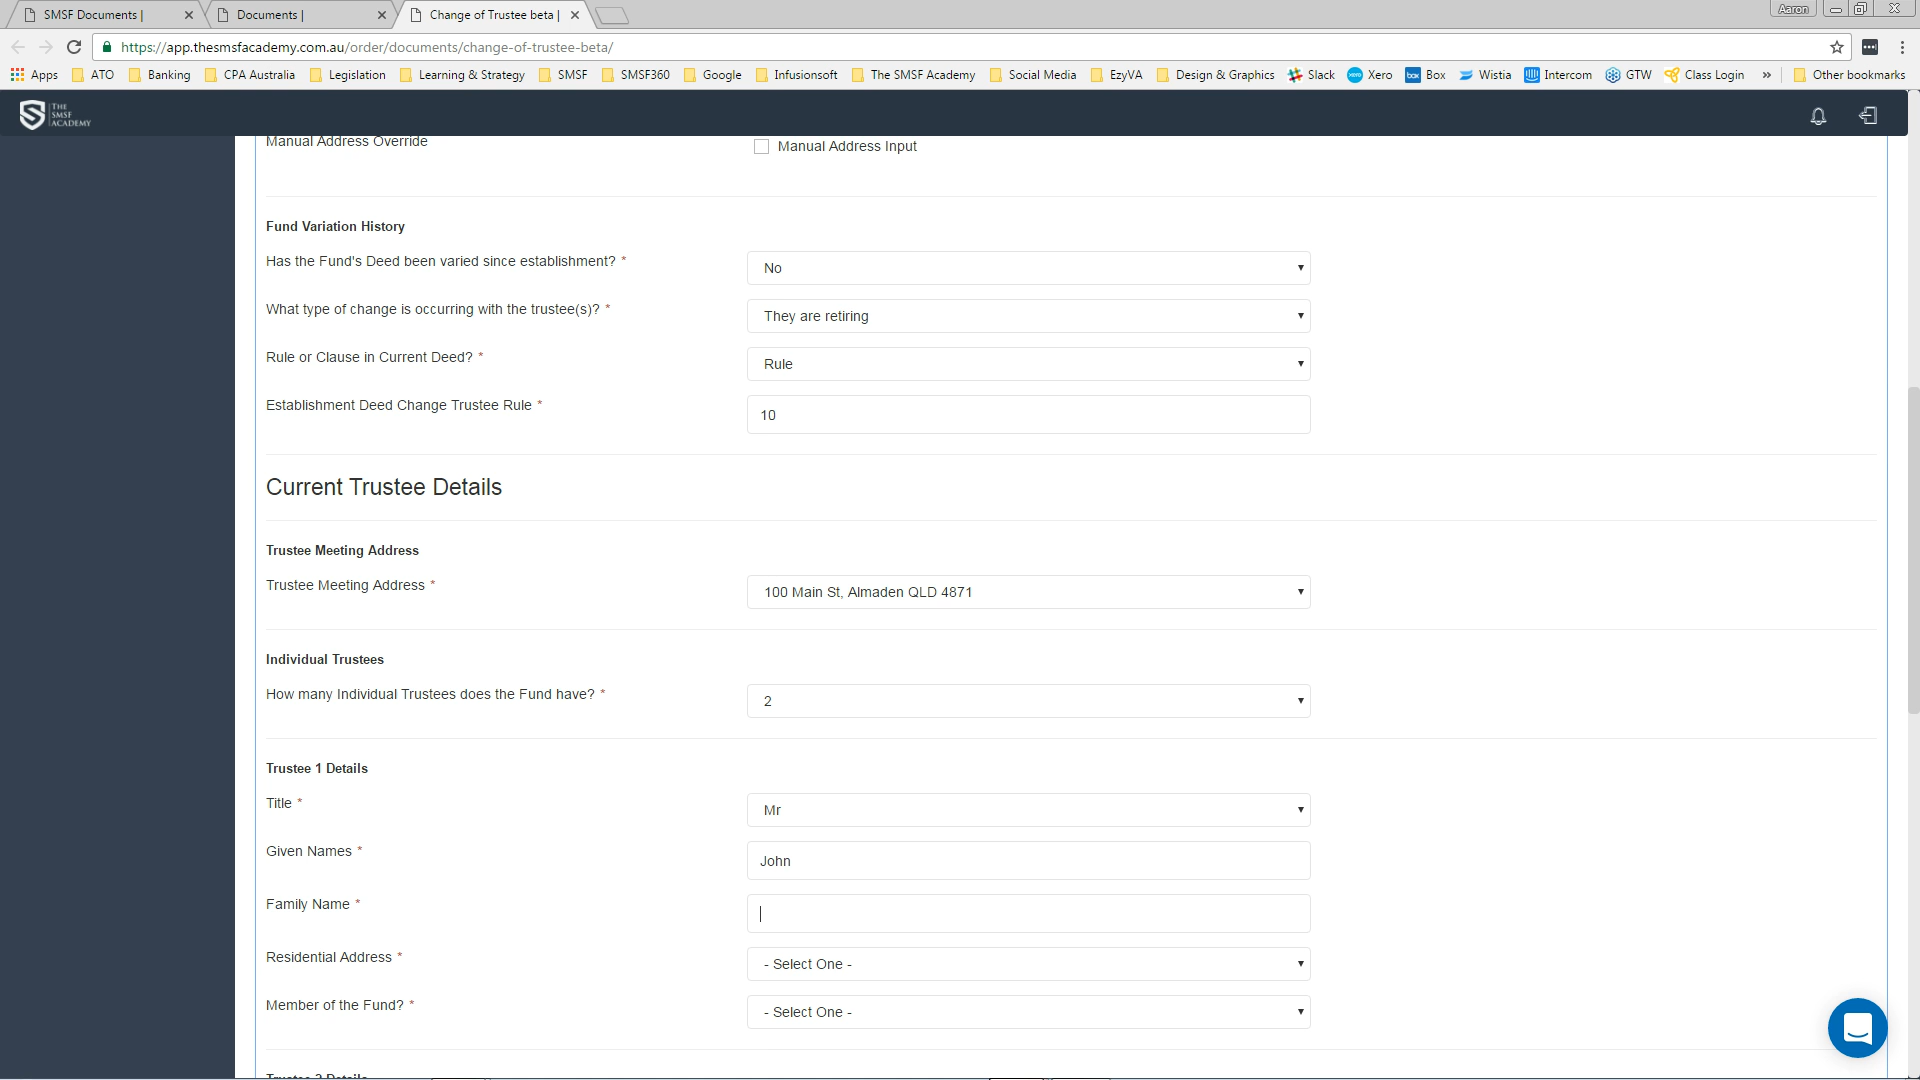 SMSF Documents |
Documents |
Change of Trustee beta |
Aaron
https://app.thesmsfacademy.com.au/order/documents/change-of-trustee-beta/
Apps ATO Banking CPA Australia Legislation Learning & Strategy SMSF SMSF360 Google Infusionsoft The SMSF Academy Social Media EzyVA Design & Graphics Slack Xero Box Wistia Intercom GTW Class Login » Other bookmarks
THE
SMSF
ACADEMY
Manual Address Override
Manual Address Input
Fund Variation History
Has the Fund's Deed been varied since establishment? *
No
What type of change is occurring with the trustee(s)? *
They are retiring
Rule or Clause in Current Deed? *
Rule
Establishment Deed Change Trustee Rule *
10
Current Trustee Details
Trustee Meeting Address
Trustee Meeting Address *
100 Main St, Almaden QLD 4871
Individual Trustees
How many Individual Trustees does the Fund have? *
2
Trustee 1 Details
Title *
Mr
Given Names *
John
Family Name *
Residential Address *
- Select One -
Member of the Fund? *
- Select One -
Trustee 2 Details